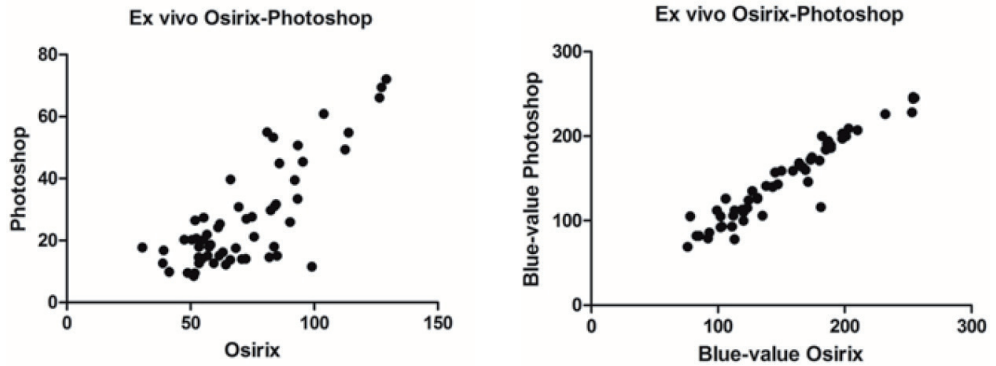 Ex vivo Osirix-Photoshop
Photoshop
80
60
40
20
0
0 50 100 150
Osirix
Ex vivo Osirix-Photoshop
Blue-value Photoshop
300
200
100
0
0 100 200 300
Blue-value Osirix